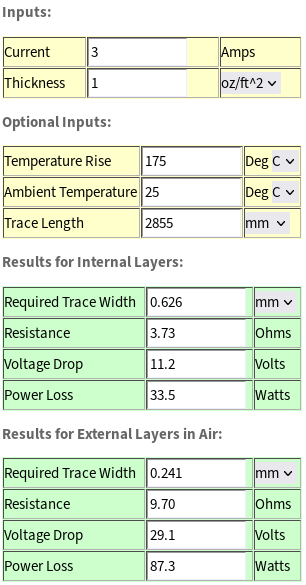 Inputs:
Current 3 Amps
Thickness 1 oz/ft^2
Optional Inputs:
Temperature Rise 175 Deg C
Ambient Temperature 25 Deg C
Trace Length 2855 mm
Results for Internal Layers:
Required Trace Width 0.626 mm
Resistance 3.73 Ohms
Voltage Drop 11.2 Volts
Power Loss 33.5 Watts
Results for External Layers in Air:
Required Trace Width 0.241 mm
Resistance 9.70 Ohms
Voltage Drop 29.1 Volts
Power Loss 87.3 Watts